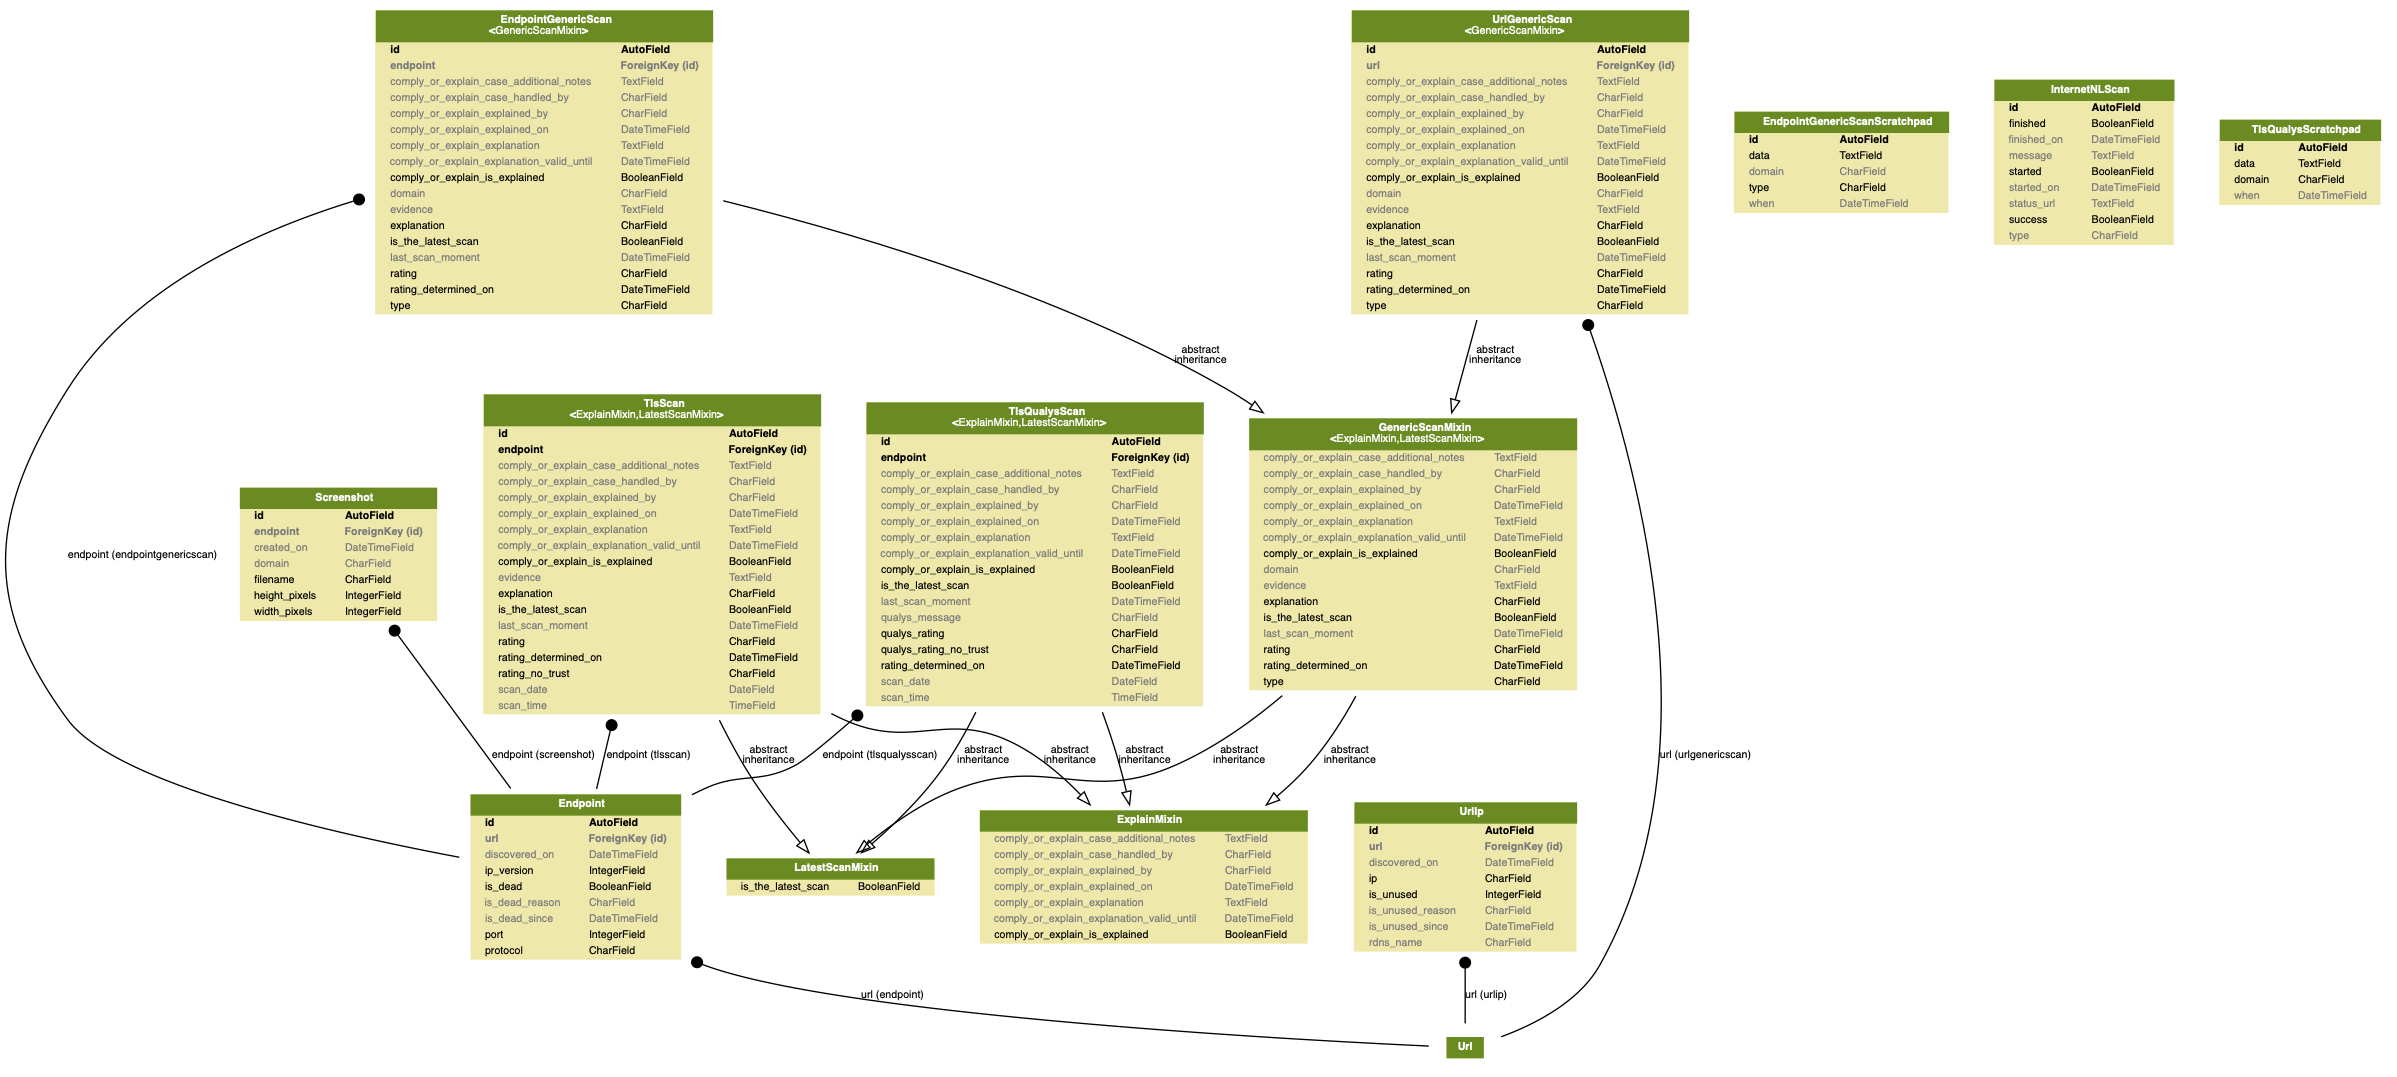 EndpointGenericScan
<GenericScanMixin>
id AutoField
endpoint ForeignKey (id)
comply_or_explain_case_additional_notes TextField
comply_or_explain_case_handled_by CharField
comply_or_explain_explained_by CharField
comply_or_explain_explained_on DateTimeField
comply_or_explain_explanation TextField
comply_or_explain_explanation_valid_until DateTimeField
comply_or_explain_is_explained BooleanField
domain CharField
evidence TextField
explanation CharField
is_the_latest_scan BooleanField
last_scan_moment DateTimeField
rating CharField
rating_determined_on DateTimeField
type CharField
UrlGenericScan
<GenericScanMixin>
id AutoField
url ForeignKey (id)
comply_or_explain_case_additional_notes TextField
comply_or_explain_case_handled_by CharField
comply_or_explain_explained_by CharField
comply_or_explain_explained_on DateTimeField
comply_or_explain_explanation TextField
comply_or_explain_explanation_valid_until DateTimeField
comply_or_explain_is_explained BooleanField
domain CharField
evidence TextField
explanation CharField
is_the_latest_scan BooleanField
last_scan_moment DateTimeField
rating CharField
rating_determined_on DateTimeField
type CharField
EndpointGenericScanScratchpad
id AutoField
data TextField
domain CharField
type CharField
when DateTimeField
InternetNLScan
id AutoField
finished BooleanField
finished_on DateTimeField
message TextField
started BooleanField
started_on DateTimeField
status_url TextField
success BooleanField
type CharField
TlsQualysScratchpad
id AutoField
data TextField
domain CharField
when DateTimeField
abstract
inheritance
abstract
inheritance
TlsScan
<ExplainMixin,LatestScanMixin>
id AutoField
endpoint ForeignKey (id)
comply_or_explain_case_additional_notes TextField
comply_or_explain_case_handled_by CharField
comply_or_explain_explained_by CharField
comply_or_explain_explained_on DateTimeField
comply_or_explain_explanation TextField
comply_or_explain_explanation_valid_until DateTimeField
comply_or_explain_is_explained BooleanField
evidence TextField
explanation CharField
is_the_latest_scan BooleanField
last_scan_moment DateTimeField
rating CharField
rating_determined_on DateTimeField
rating_no_trust CharField
scan_date DateField
scan_time TimeField
TlsQualysScan
<ExplainMixin,LatestScanMixin>
id AutoField
endpoint ForeignKey (id)
comply_or_explain_case_additional_notes TextField
comply_or_explain_case_handled_by CharField
comply_or_explain_explained_by CharField
comply_or_explain_explained_on DateTimeField
comply_or_explain_explanation TextField
comply_or_explain_explanation_valid_until DateTimeField
comply_or_explain_is_explained BooleanField
is_the_latest_scan BooleanField
last_scan_moment DateTimeField
qualys_message CharField
qualys_rating CharField
qualys_rating_no_trust CharField
rating_determined_on DateTimeField
scan_date DateField
scan_time TimeField
GenericScanMixin
<ExplainMixin,LatestScanMixin>
comply_or_explain_case_additional_notes TextField
comply_or_explain_case_handled_by CharField
comply_or_explain_explained_by CharField
comply_or_explain_explained_on DateTimeField
comply_or_explain_explanation TextField
comply_or_explain_explanation_valid_until DateTimeField
comply_or_explain_is_explained BooleanField
domain CharField
evidence TextField
explanation CharField
is_the_latest_scan BooleanField
last_scan_moment DateTimeField
rating CharField
rating_determined_on DateTimeField
type CharField
Screenshot
id AutoField
endpoint ForeignKey (id)
created_on DateTimeField
domain CharField
filename CharField
height_pixels IntegerField
width_pixels IntegerField
endpoint (endpointgenericscan)
endpoint (screenshot)
endpoint (tlsscan)
abstract
inheritance
endpoint (tlsqualysscan)
abstract
inheritance
abstract
inheritance
abstract
inheritance
abstract
inheritance
abstract
inheritance
url (urlgenericscan)
Endpoint
id AutoField
url ForeignKey (id)
discovered_on DateTimeField
ip_version IntegerField
is_dead BooleanField
is_dead_reason CharField
is_dead_since DateTimeField
port IntegerField
protocol CharField
LatestScanMixin
is_the_latest_scan BooleanField
ExplainMixin
comply_or_explain_case_additional_notes TextField
comply_or_explain_case_handled_by CharField
comply_or_explain_explained_by CharField
comply_or_explain_explained_on DateTimeField
comply_or_explain_explanation TextField
comply_or_explain_explanation_valid_until DateTimeField
comply_or_explain_is_explained BooleanField
UrlIp
id AutoField
url ForeignKey (id)
discovered_on DateTimeField
ip CharField
is_unused IntegerField
is_unused_reason CharField
is_unused_since DateTimeField
rdns_name CharField
url (endpoint)
url (urlip)
Url